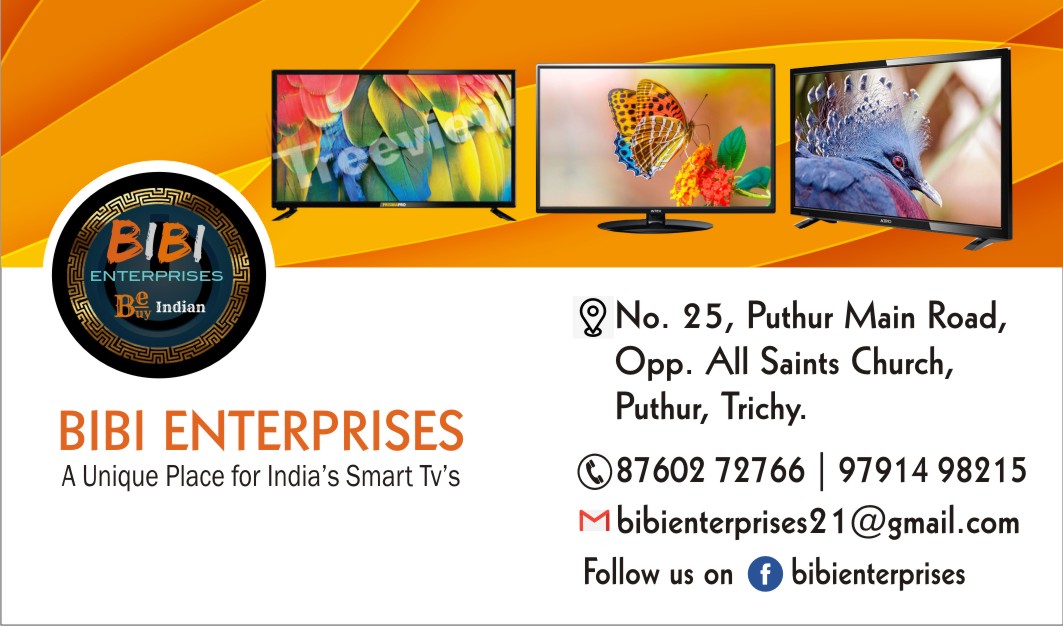 Treeview
BIBI
ENTERPRISES
Be Buy Indian
BIBI ENTERPRISES
A Unique Place for India's Smart Tv's
No. 25, Puthur Main Road,
Opp. All Saints Church,
Puthur, Trichy.
87602 72766 | 97914 98215
bibienterprises21@gmail.com
Follow us on f bibienterprises